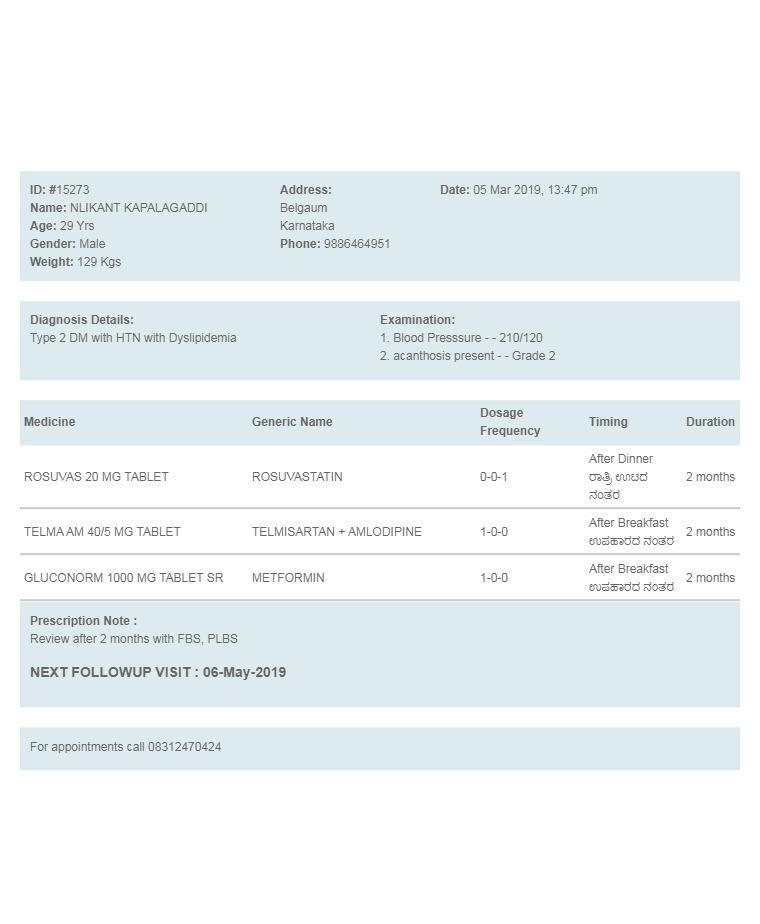 ID: #15273
Name: NLIKANT KAPALAGADDI
Age: 29 Yrs
Gender: Male
Weight: 129 Kgs
Address:
Belgaum
Karnataka
Phone: 9886464951
Date: 05 Mar 2019, 13:47 pm
Diagnosis Details:
Type 2 DM with HTN with Dyslipidemia
Examination:
1. Blood Presssure - - 210/120
2. acanthosis present - - Grade 2
Medicine Generic Name Dosage Frequency Timing Duration
ROSUVAS 20 MG TABLET ROSUVASTATIN 0-0-1 After Dinner ರಾತ್ರಿ ಊಟದ ನಂತರ 2 months
TELMA AM 40/5 MG TABLET TELMISARTAN + AMLODIPINE 1-0-0 After Breakfast ಉಪಹಾರದ ನಂತರ 2 months
GLUCONORM 1000 MG TABLET SR METFORMIN 1-0-0 After Breakfast ಉಪಹಾರದ ನಂತರ 2 months
Prescription Note :
Review after 2 months with FBS, PLBS
NEXT FOLLOWUP VISIT : 06-May-2019
For appointments call 08312470424